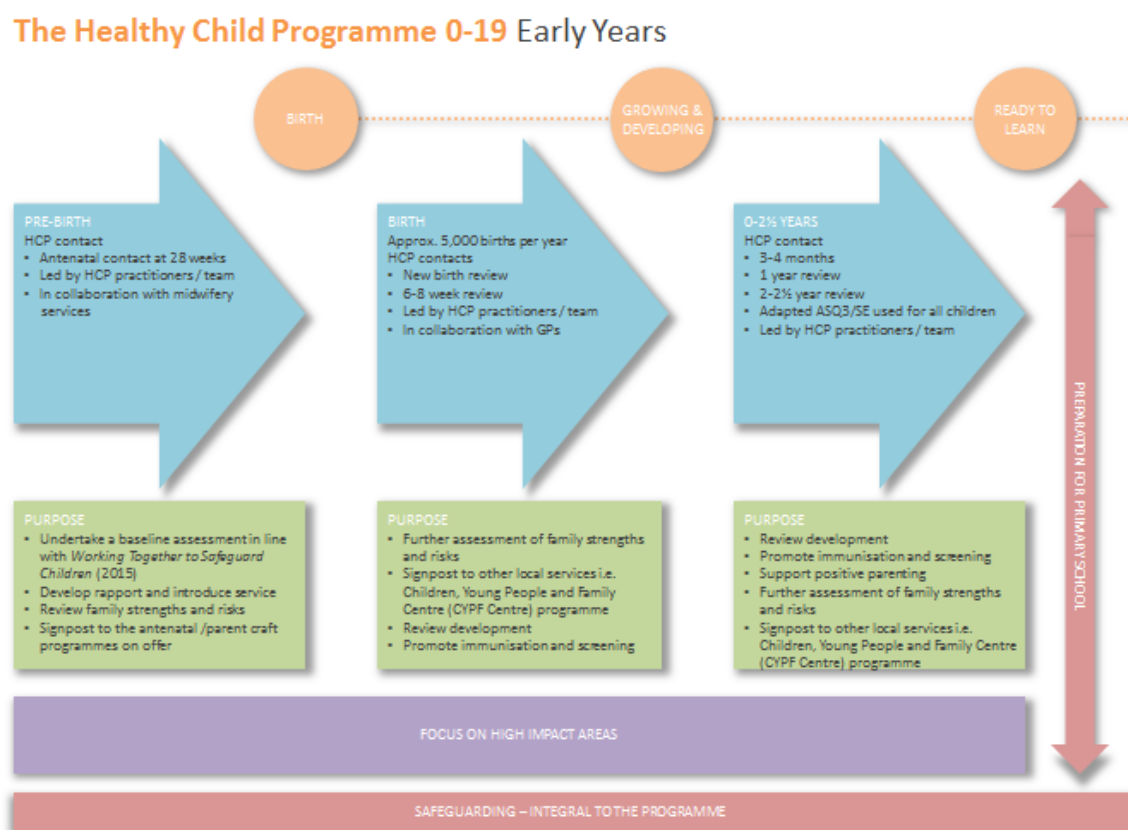 The Healthy Child Programme 0-19 Early Years
BIRTH
GROWING &
DEVELOPING
READY TO
LEARN
PRE-BIRTH
HCP contact
▪ Antenatal contact at 28 weeks
▪ Led by HCP practitioners / team
▪ In collaboration with midwifery
services
BIRTH
Approx. 5,000 births per year
HCP contacts
▪ New birth review
▪ 6-8 week review
▪ Led by HCP practitioners / team
▪ In collaboration with GPs
0-2½ YEARS
HCP contact
▪ 3-4 months
▪ 1 year review
▪ 2-2½ year review
▪ Adapted ASQ3/SE used for all children
▪ Led by HCP practitioners / team
PREPARATION FOR PRIMARY SCHOOL
PURPOSE
▪ Undertake a baseline assessment in line
with Working Together to Safeguard
Children (2015)
▪ Develop rapport and introduce service
▪ Review family strengths and risks
▪ Signpost to the antenatal /parent craft
programmes on offer
PURPOSE
▪ Further assessment of family strengths
and risks
▪ Signpost to other local services i.e.
Children, Young People and Family
Centre (CYPF Centre) programme
▪ Review development
▪ Promote immunisation and screening
PURPOSE
▪ Review development
▪ Promote immunisation and screening
▪ Support positive parenting
▪ Further assessment of family strengths
and risks
▪ Signpost to other local services i.e.
Children, Young People and Family Centre
(CYPF Centre) programme
FOCUS ON HIGH IMPACT AREAS
SAFEGUARDING – INTEGRAL TO THE PROGRAMME